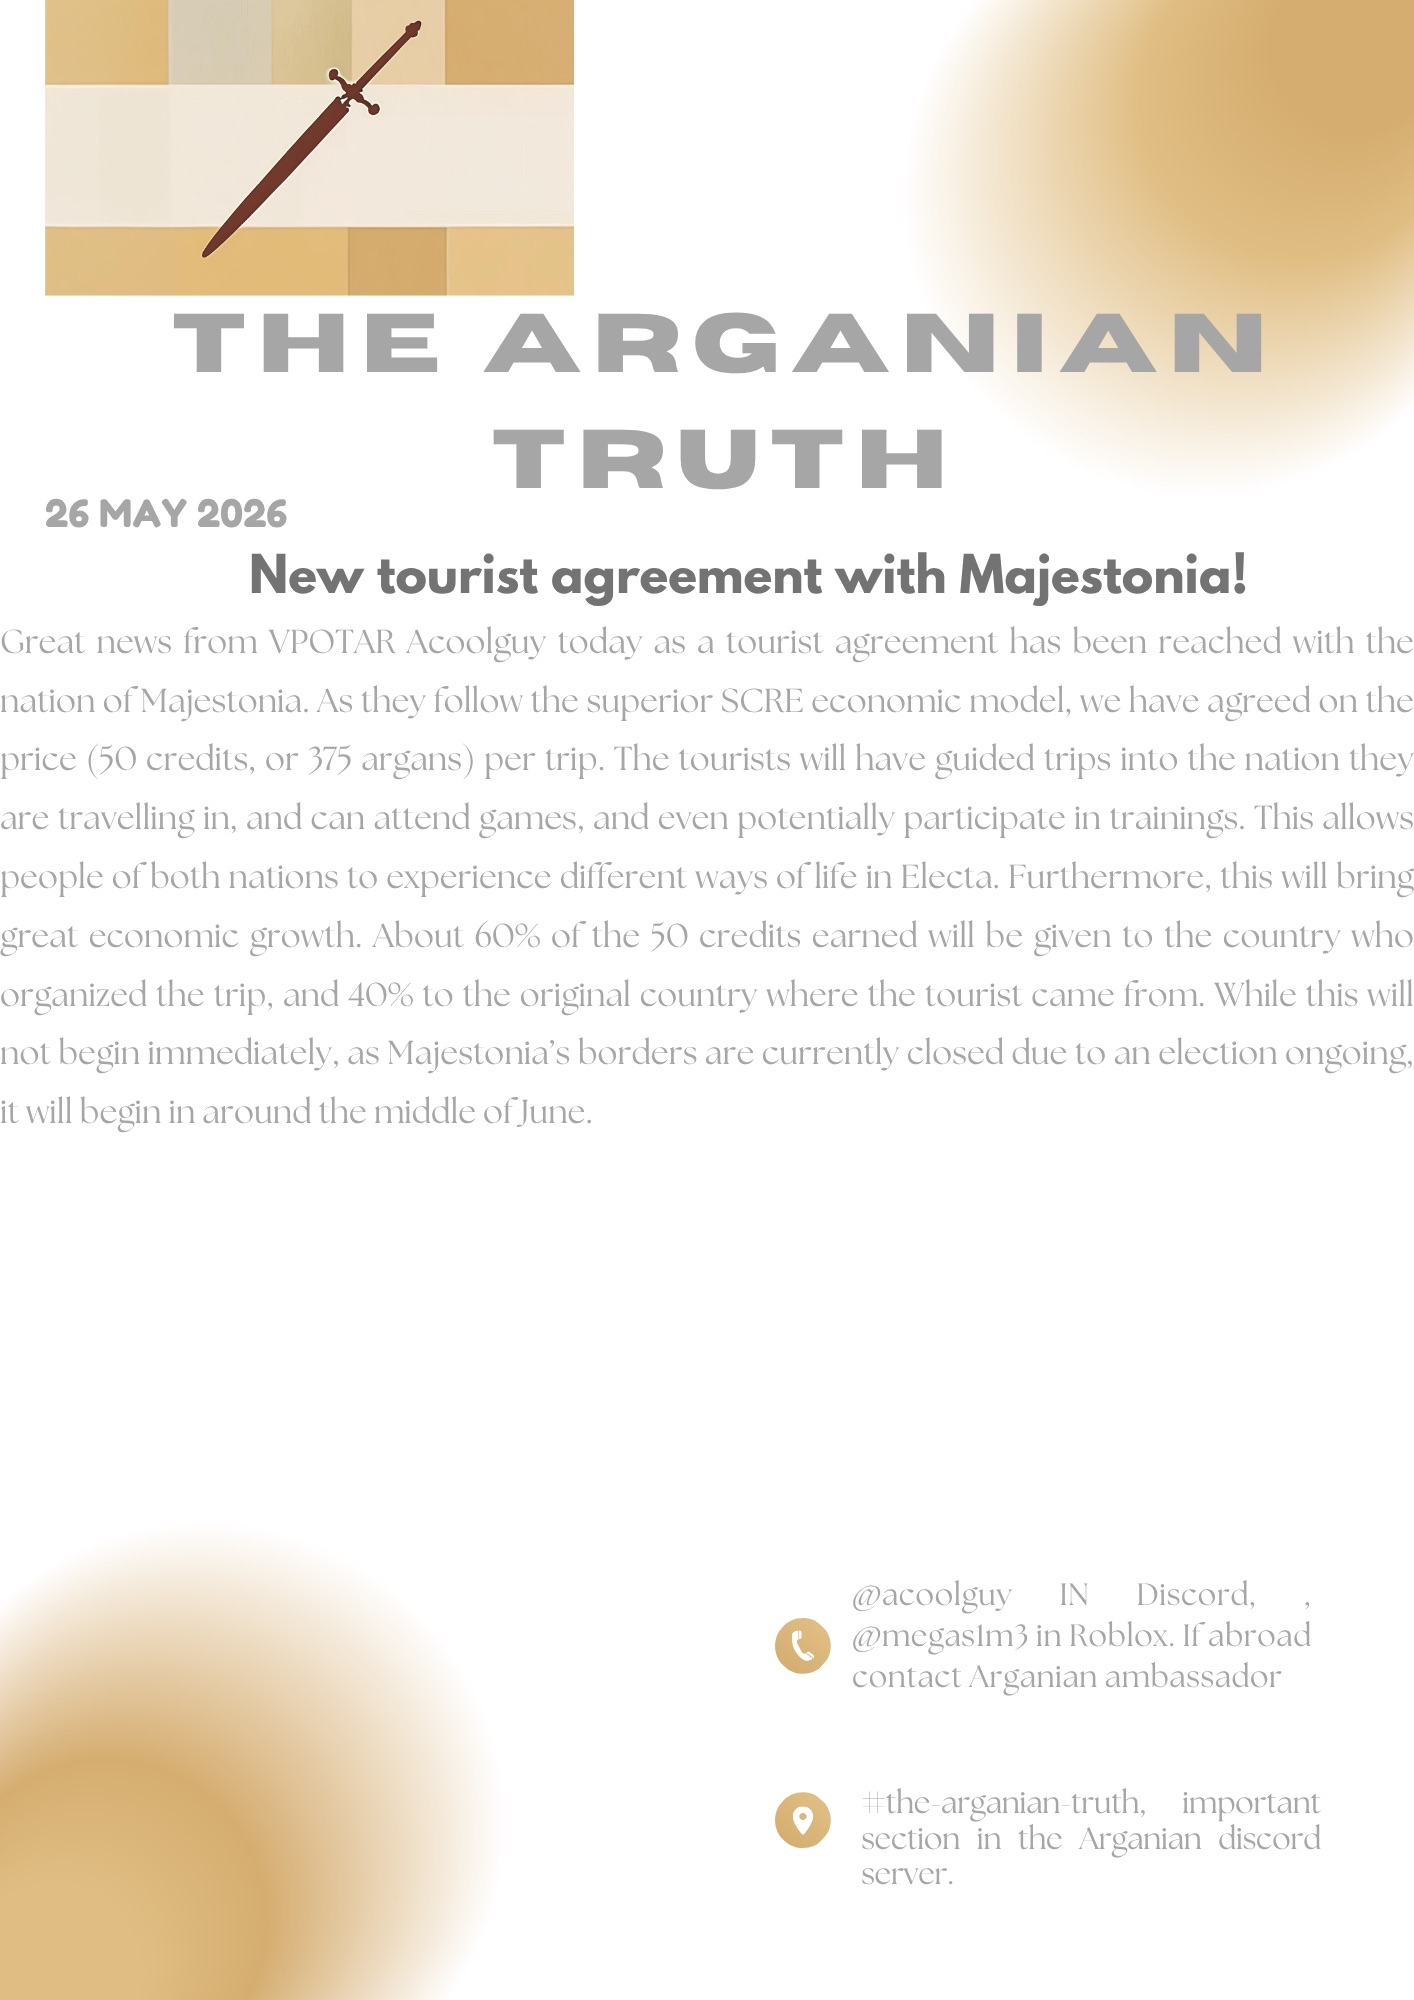 THE ARGANIAN
TRUTH
26 MAY 2026
New tourist agreement with Majestonia!
Great news from VPOTAR Acoolguy today as a tourist agreement has been reached with the
nation of Majestonia. As they follow the superior SCRE economic model, we have agreed on the
price (50 credits, or 375 argans) per trip. The tourists will have guided trips into the nation they
are travelling in, and can attend games, and even potentially participate in trainings. This allows
people of both nations to experience different ways of life in Electa. Furthermore, this will bring
great economic growth. About 60% of the 50 credits earned will be given to the country who
organized the trip, and 40% to the original country where the tourist came from. While this will
not begin immediately, as Majestonia’s borders are currently closed due to an election ongoing,
it will begin in around the middle of June.
@acoolguy IN Discord, ,
@megas1m3 in Roblox. If abroad
contact Arganian ambassador
#the-arganian-truth, important
section in the Arganian discord
server.